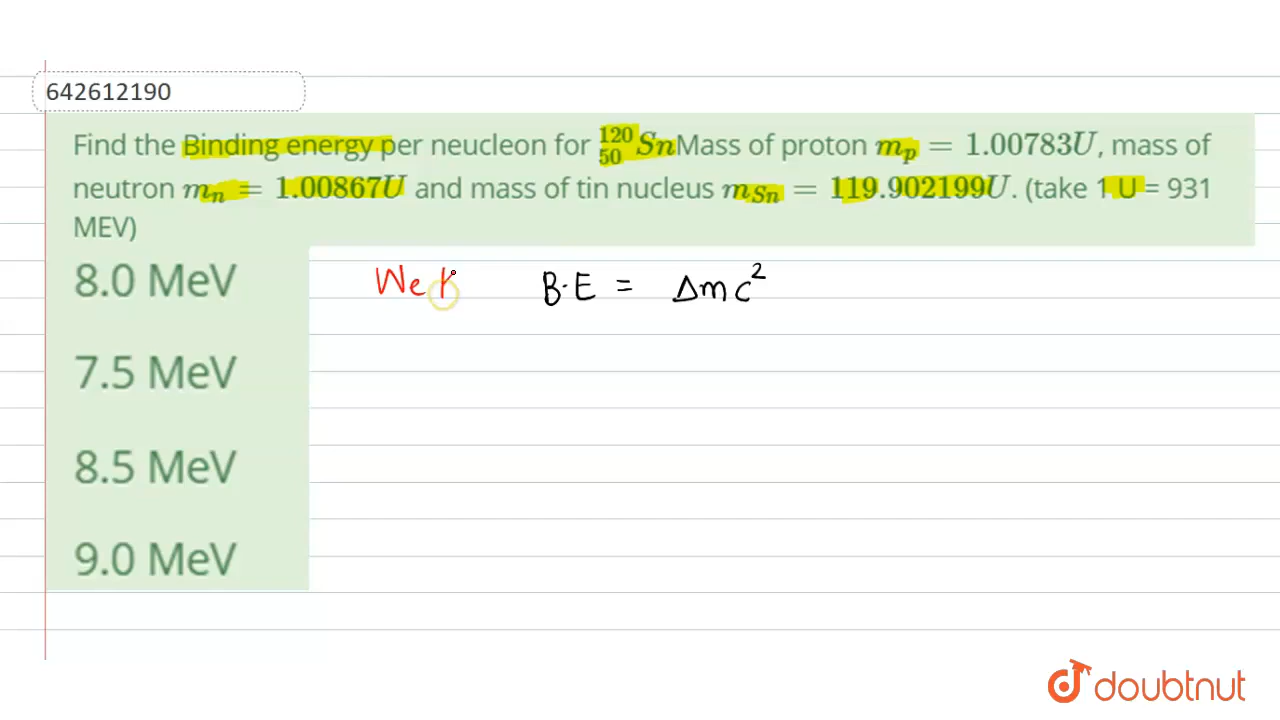 642612190
Find the Binding energy per neucleon for $^{120}_{50}Sn$Mass of proton $m_p = 1.00783U$, mass of
neutron $m_n = 1.00867U$ and mass of tin nucleus $m_{Sn} = 119.902199U$. (take 1 U = 931
MEV)
8.0 MeV
We B.E = Δmc²
7.5 MeV
8.5 MeV
9.0 MeV
doubtnut